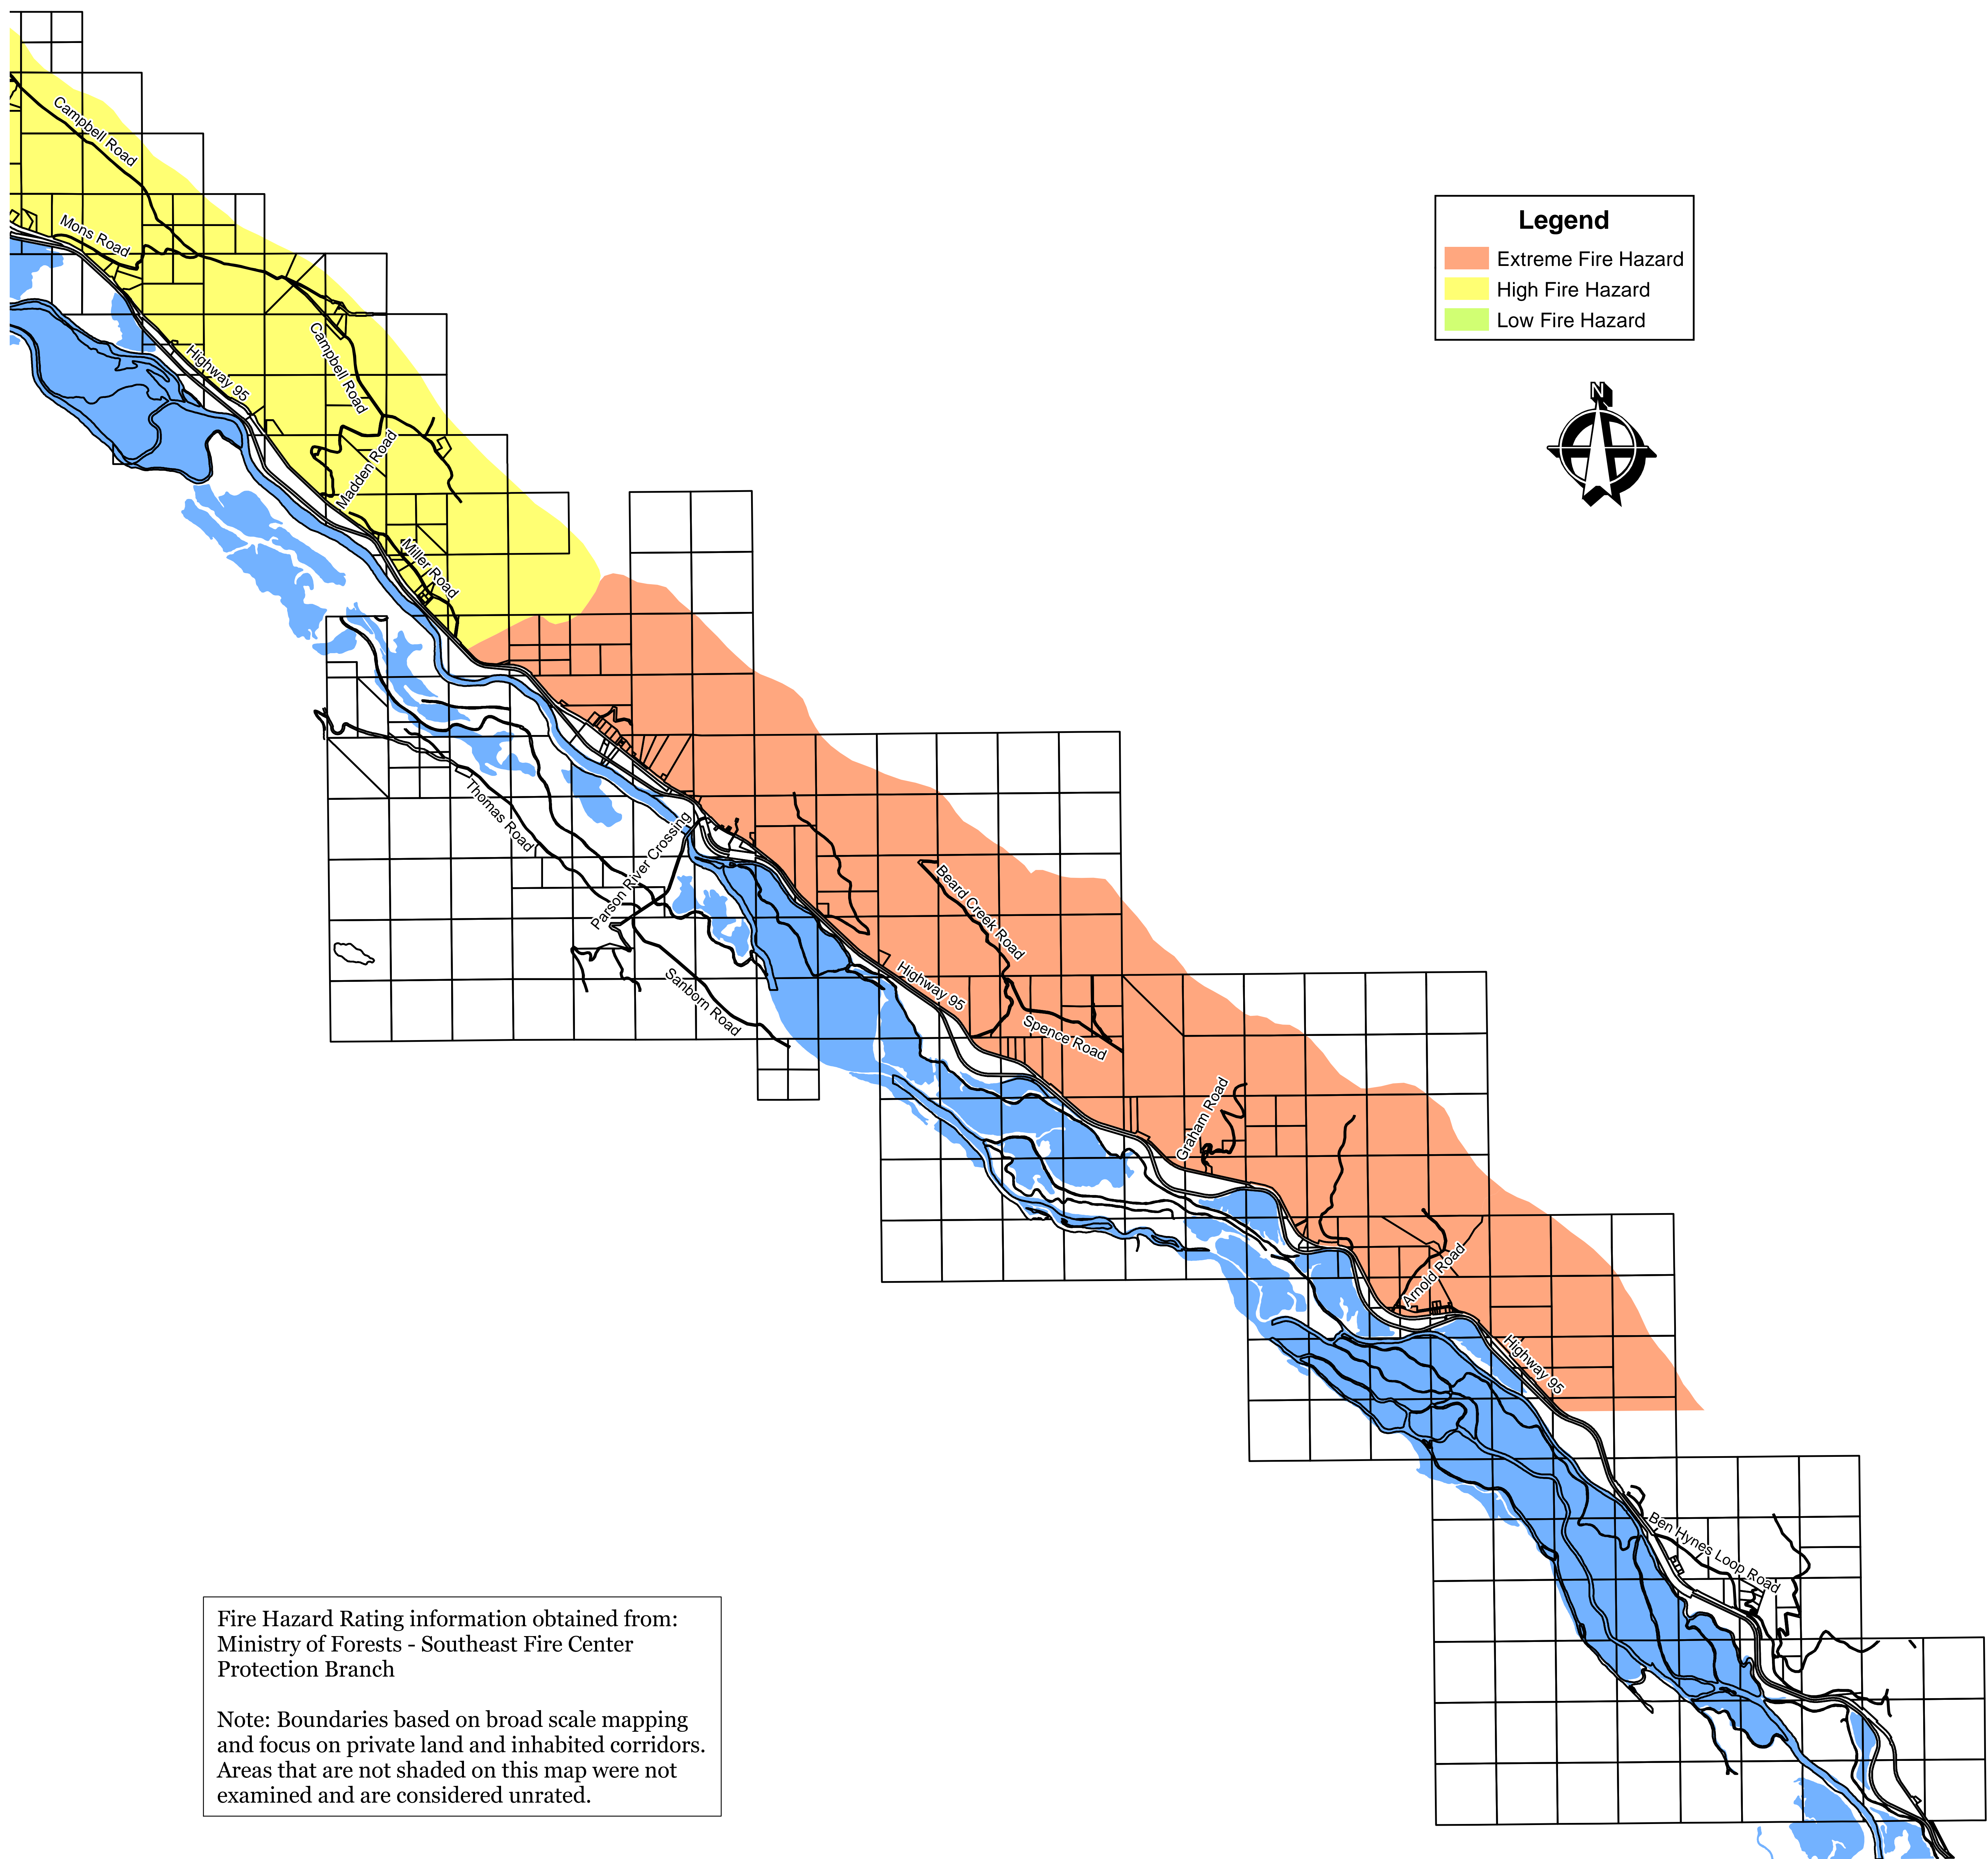 Campbell Road
Mons Road
Legend
Extreme Fire Hazard
High Fire Hazard
Low Fire Hazard
N
Highway 95
Campbell Road
Madden Road
Miller Road
Thomas Road
Parson River Crossing
Beard Creek Road
Sanborn Road
Highway 95
Spence Road
Graham Road
Arnold Road
Highway 95
Ben Hynes Loop Road
Fire Hazard Rating information obtained from:
Ministry of Forests - Southeast Fire Center
Protection Branch
Note: Boundaries based on broad scale mapping
and focus on private land and inhabited corridors.
Areas that are not shaded on this map were not
examined and are considered unrated.